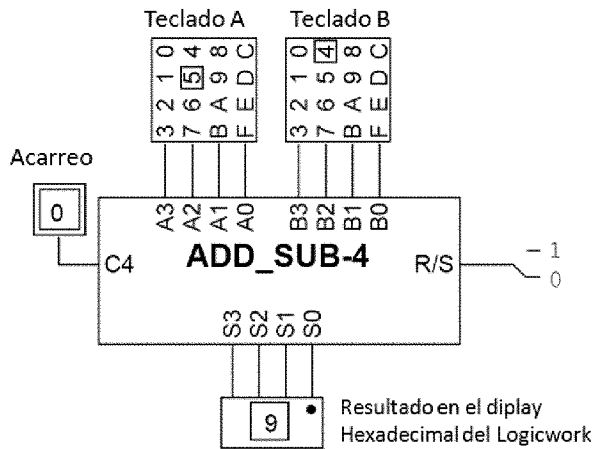 Teclado A Teclado B
0 4 8 C 0 4 8 C
1 5 9 D 1 5 9 D
2 6 A E 2 6 A E
3 7 B F 3 7 B F
Acarreo
0
A3 A2 A1 A0 B3 B2 B1 B0
C4 ADD_SUB-4 R/S
1
0
S3 S2 S1 S0
9
Resultado en el diplay
Hexadecimal del Logicwork